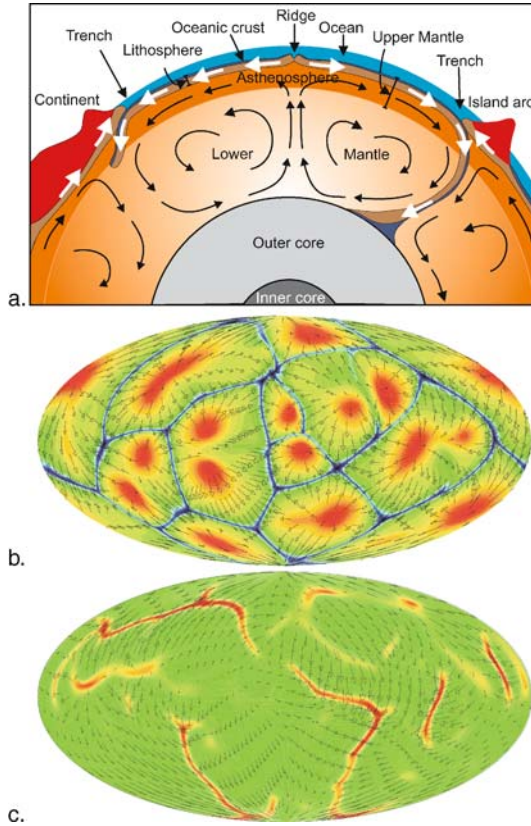 a.
Trench
Lithosphere
Oceanic crust
Ridge
Ocean
Upper Mantle
Trench
Continent
Island arc
Asthenosphere
Lower
Mantle
Outer core
Inner core
b.
c.